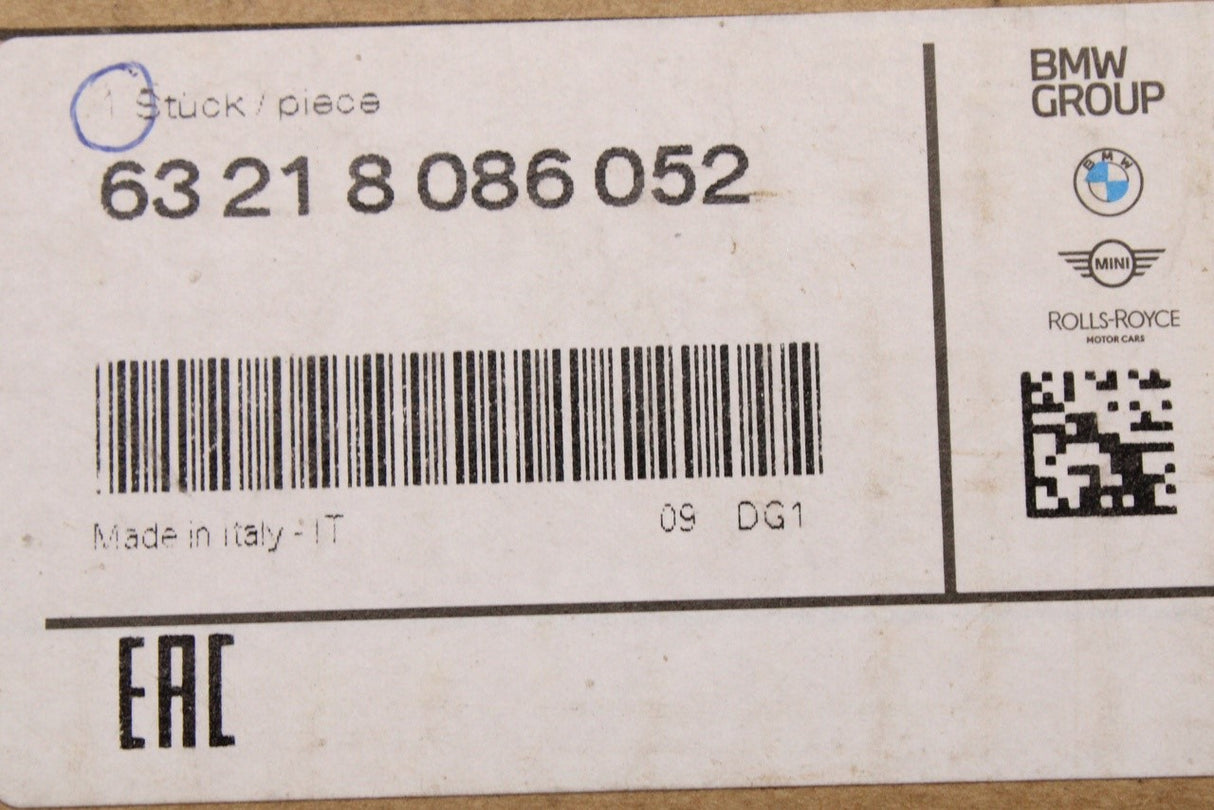 1 Stück / piece
63 21 8 086 052
Made in Italy - IT
09 DG1
EAC
BMW
GROUP
BMW
MINI
ROLLS-ROYCE
MOTOR CARS